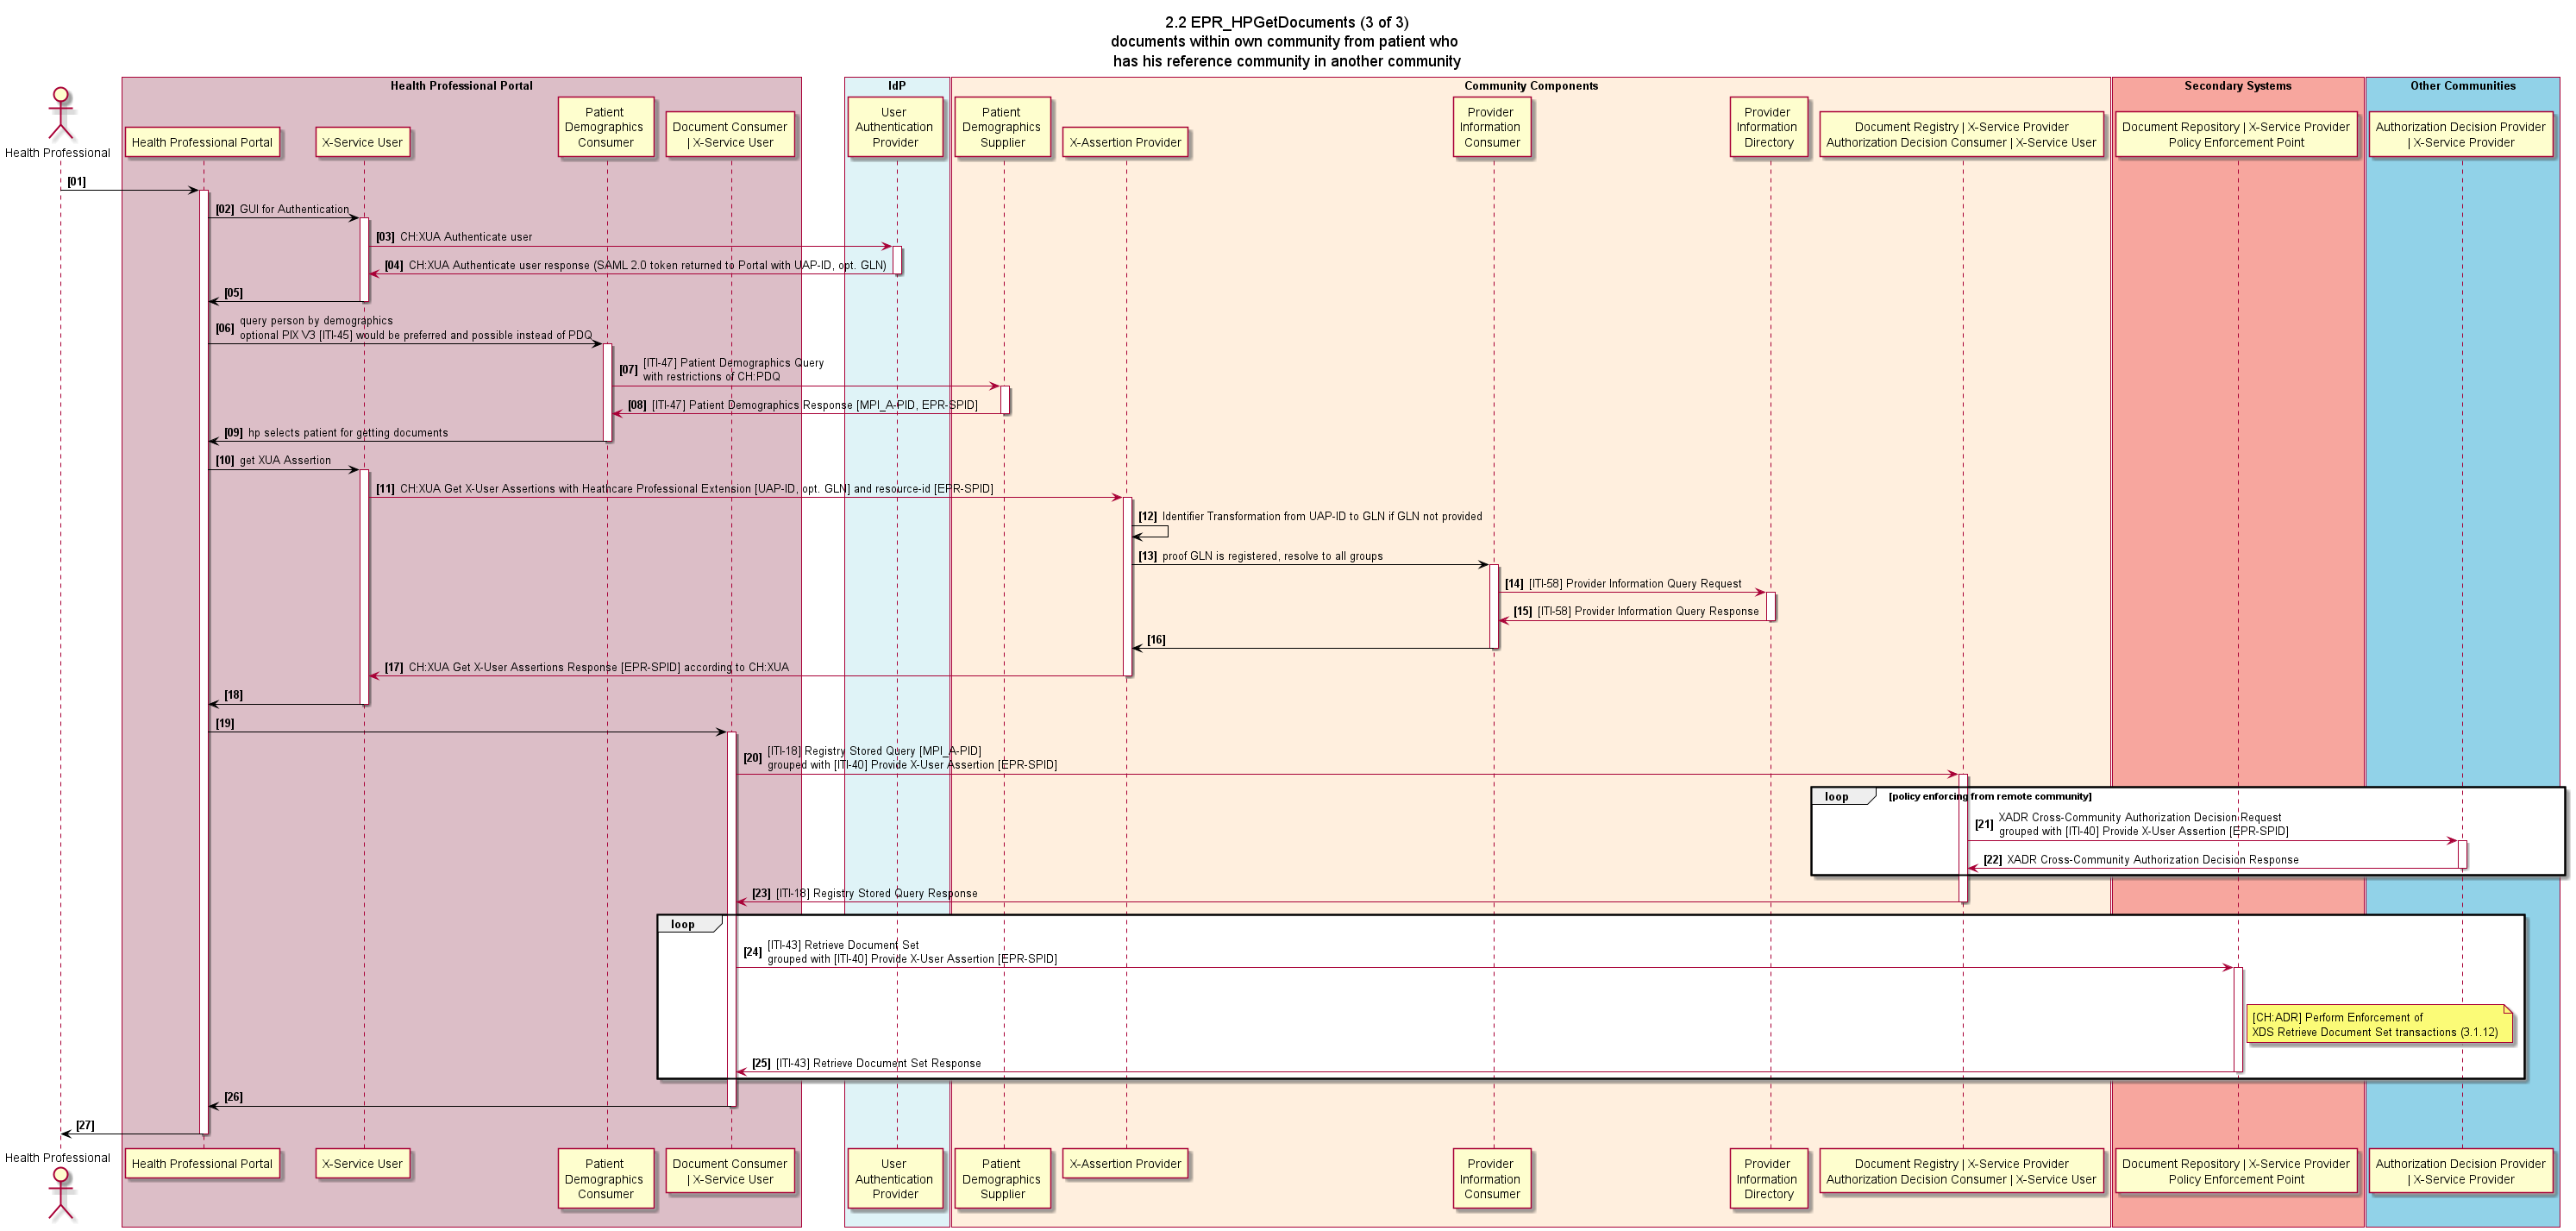 2.2 EPR_HPGetDocuments (3 of 3)
documents within own community from patient who
has his reference community in another community
Health Professional Portal
IdP
Community Components
Secondary Systems
Other Communities
Health Professional
Health Professional Portal
X-Service User
Patient
Demographics
Consumer
Document Consumer
| X-Service User
User
Authentication
Provider
Patient
Demographics
Supplier
X-Assertion Provider
Provider
Information
Consumer
Provider
Information
Directory
Document Registry | X-Service Provider
Authorization Decision Consumer | X-Service User
Document Repository | X-Service Provider
Policy Enforcement Point
Authorization Decision Provider
| X-Service Provider
[01]
[02] GUI for Authentication
[03] CH:XUA Authenticate user
[04] CH:XUA Authenticate user response (SAML 2.0 token returned to Portal with UAP-ID, opt. GLN)
[05]
[06] query person by demographics
optional PIX V3 [ITI-45] would be preferred and possible instead of PDQ
[07] [ITI-47] Patient Demographics Query
with restrictions of CH:PDQ
[08] [ITI-47] Patient Demographics Response [MPI_A-PID, EPR-SPID]
[09] hp selects patient for getting documents
[10] get XUA Assertion
[11] CH:XUA Get X-User Assertions with Heathcare Professional Extension [UAP-ID, opt. GLN] and resource-id [EPR-SPID]
[12] Identifier Transformation from UAP-ID to GLN if GLN not provided
[13] proof GLN is registered, resolve to all groups
[14] [ITI-58] Provider Information Query Request
[15] [ITI-58] Provider Information Query Response
[16]
[17] CH:XUA Get X-User Assertions Response [EPR-SPID] according to CH:XUA
[18]
[19]
[20] [ITI-18] Registry Stored Query [MPI_A-PID]
grouped with [ITI-40] Provide X-User Assertion [EPR-SPID]
loop [policy enforcing from remote community]
[21] XADR Cross-Community Authorization Decision Request
grouped with [ITI-40] Provide X-User Assertion [EPR-SPID]
[22] XADR Cross-Community Authorization Decision Response
[23] [ITI-18] Registry Stored Query Response
loop
[24] [ITI-43] Retrieve Document Set
grouped with [ITI-40] Provide X-User Assertion [EPR-SPID]
[CH:ADR] Perform Enforcement of
XDS Retrieve Document Set transactions (3.1.12)
[25] [ITI-43] Retrieve Document Set Response
[26]
[27]
Health Professional
Health Professional Portal
X-Service User
Patient
Demographics
Consumer
Document Consumer
| X-Service User
User
Authentication
Provider
Patient
Demographics
Supplier
X-Assertion Provider
Provider
Information
Consumer
Provider
Information
Directory
Document Registry | X-Service Provider
Authorization Decision Consumer | X-Service User
Document Repository | X-Service Provider
Policy Enforcement Point
Authorization Decision Provider
| X-Service Provider